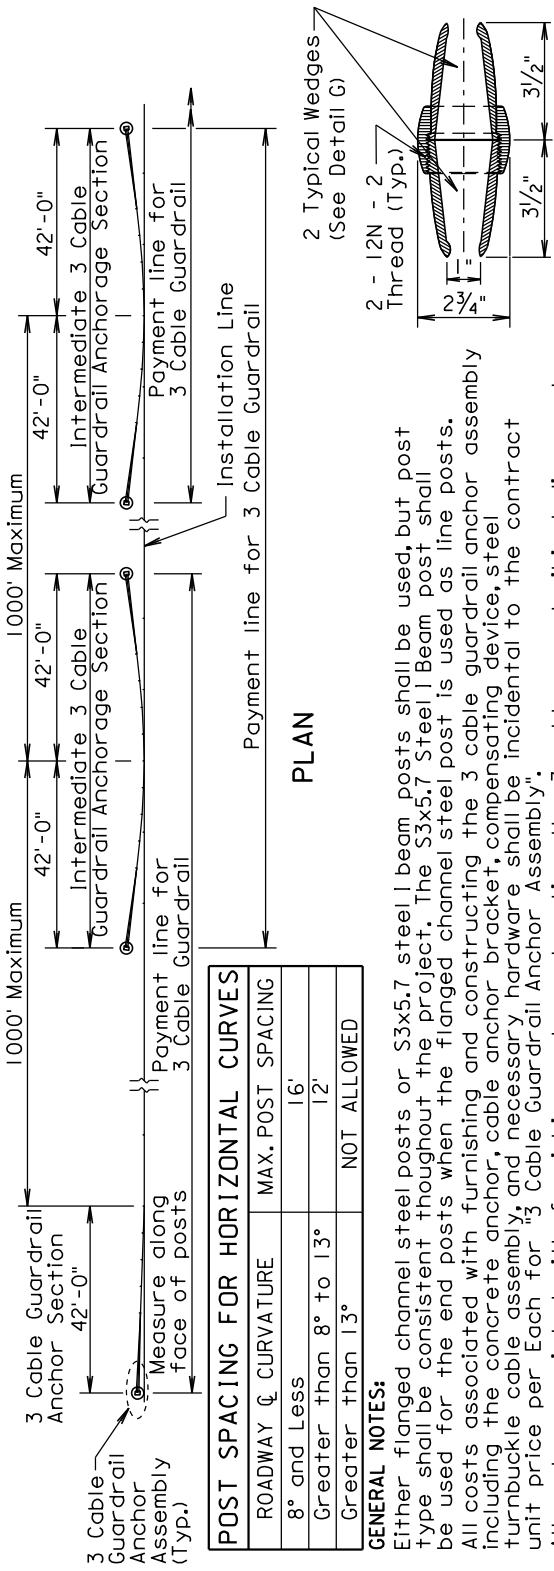 1000' Maximum
1000' Maximum
3 Cable Guardrail
Anchor Section
42'-0"
42'-0"
42'-0"
42'-0"
42'-0"
Intermediate 3 Cable
Guardrail Anchorage Section
Intermediate 3 Cable
Guardrail Anchorage Section
3 Cable
Guardrail
Anchor
Assembly
(Typ.)
Measure along
face of posts
Payment line for
3 Cable Guardrail
Payment line for
3 Cable Guardrail
Installation Line
Payment line for 3 Cable Guardrail
PLAN
2 Typical Wedges
(See Detail G)
2 - 12N - 2
Thread (Typ.)
1"
2¾"
3½"
3½"
POST SPACING FOR HORIZONTAL CURVES
ROADWAY ℄ CURVATURE MAX. POST SPACING
8° and Less 16'
Greater than 8° to 13° 12'
Greater than 13° NOT ALLOWED
GENERAL NOTES:
Either flanged channel steel posts or S3x5.7 steel I beam posts shall be used, but post
type shall be consistent thoughout the project. The S3x5.7 Steel I Beam post shall
be used for the end posts when the flanged channel steel post is used as line posts.
All costs associated with furnishing and constructing the 3 cable guardrail anchor assembly
including the concrete anchor, cable anchor bracket, compensating device, steel
turnbuckle cable assembly, and necessary hardware shall be incidental to the contract
unit price per Each for "3 Cable Guardrail Anchor Assembly".